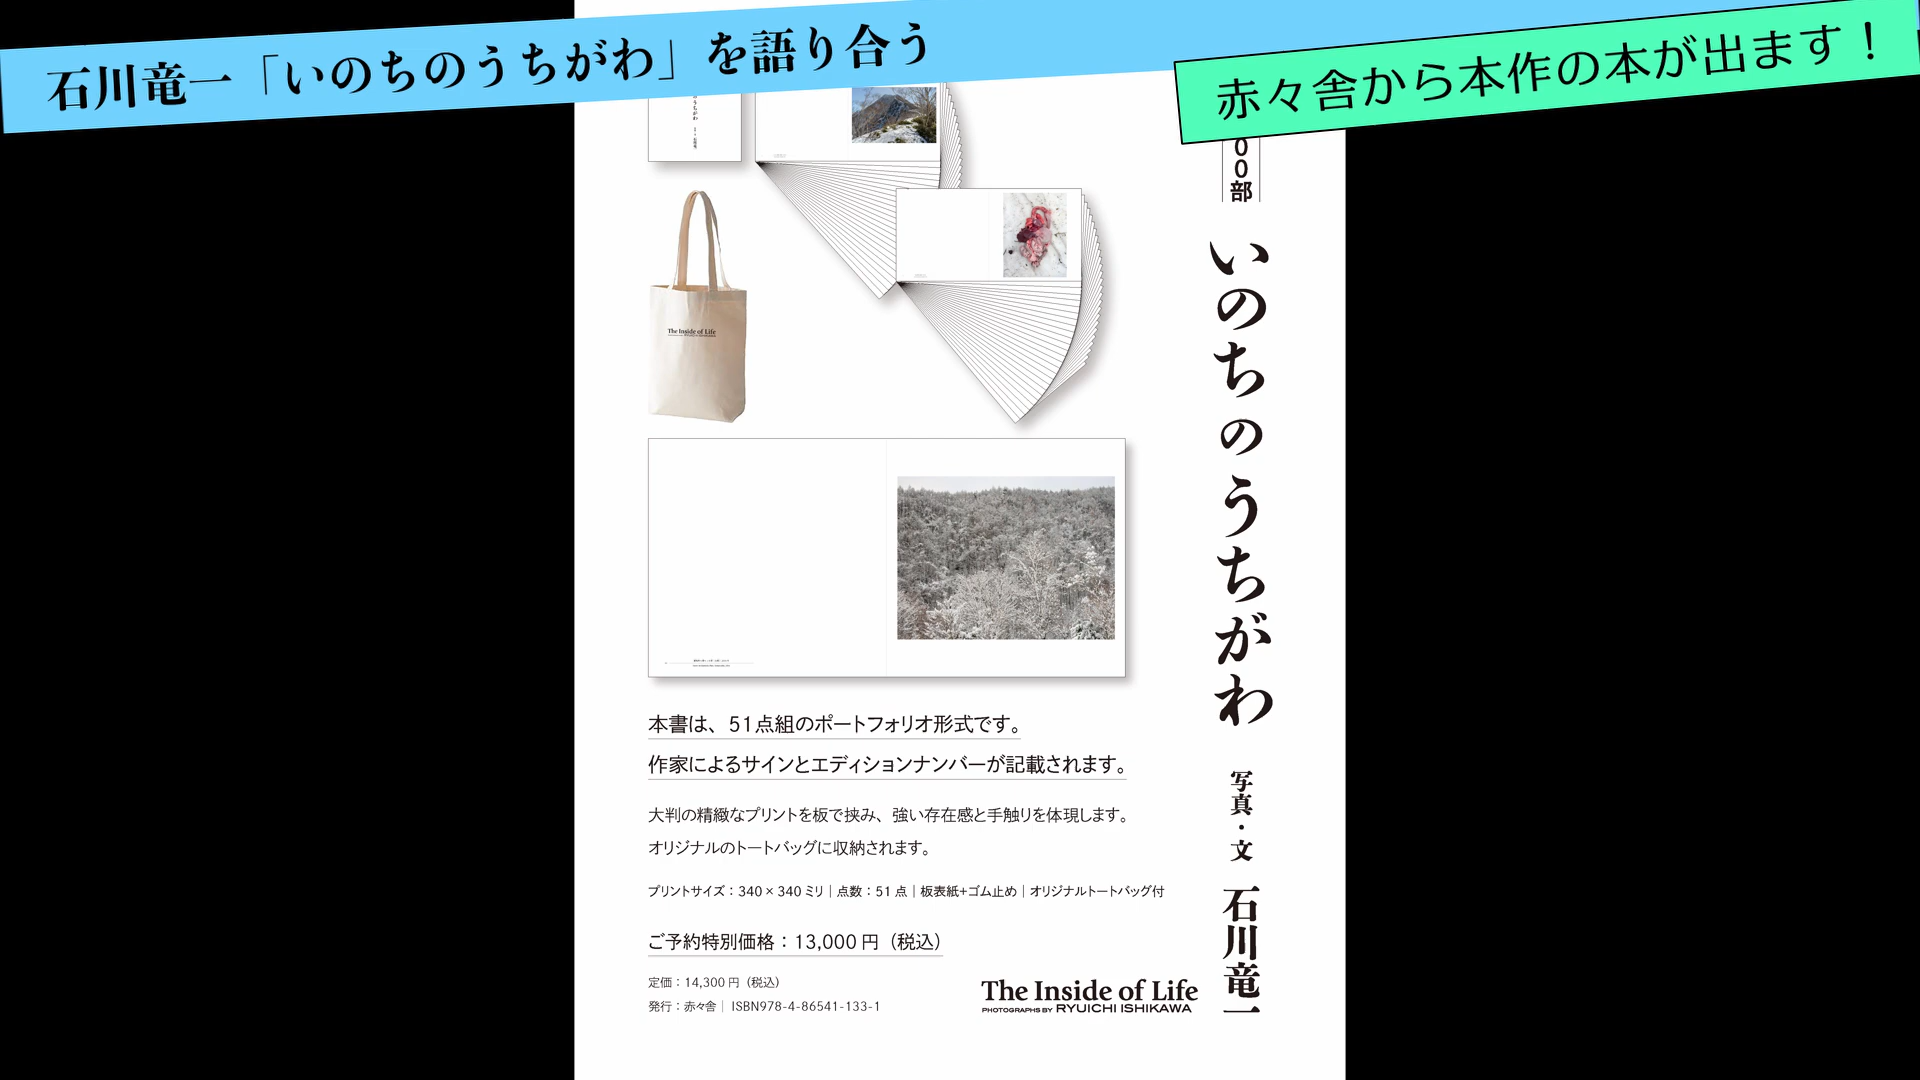 石川竜一「いのちのうちがわ」を語り合う
赤々舎から本作の本が出ます！
00部
いのちのうちがわ
写真・文 石川竜一
The Inside of Life
本書は、51点組のポートフォリオ形式です。
作家によるサインとエディションナンバーが記載されます。
大判の精緻なプリントを板で挟み、強い存在感と手触りを体現します。
オリジナルのトートバッグに収納されます。
プリントサイズ：340×340ミリ｜点数：51点｜板表紙+ゴム止め｜オリジナルトートバッグ付
ご予約特別価格：13,000円（税込）
定価：14,300円（税込）
発行：赤々舎｜ISBN978-4-86541-133-1
The Inside of Life
PHOTOGRAPHS BY RYUICHI ISHIKAWA